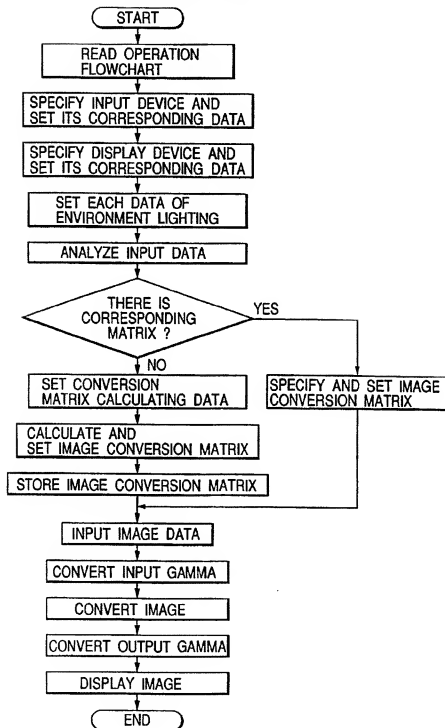 START
READ OPERATION
FLOWCHART
SPECIFY INPUT DEVICE AND
SET ITS CORRESPONDING DATA
SPECIFY DISPLAY DEVICE AND
SET ITS CORRESPONDING DATA
SET EACH DATA OF
ENVIRONMENT LIGHTING
ANALYZE INPUT DATA
THERE IS
CORRESPONDING
MATRIX ?
YES
NO
SET CONVERSION
MATRIX CALCULATING DATA
SPECIFY AND SET IMAGE
CONVERSION MATRIX
CALCULATE AND
SET IMAGE CONVERSION MATRIX
STORE IMAGE CONVERSION MATRIX
INPUT IMAGE DATA
CONVERT INPUT GAMMA
CONVERT IMAGE
CONVERT OUTPUT GAMMA
DISPLAY IMAGE
END